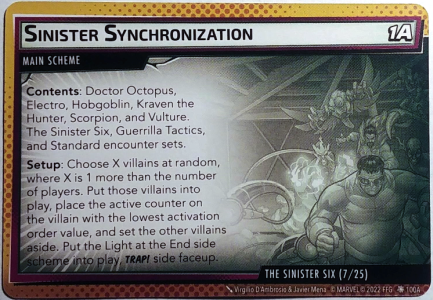 SINISTER SYNCHRONIZATION
1A
MAIN SCHEME
Contents: Doctor Octopus,
Electro, Hobgoblin, Kraven the
Hunter, Scorpion, and Vulture.
The Sinister Six, Guerrilla Tactics,
and Standard encounter sets.
Setup: Choose X villains at random,
where X is 1 more than the number
of players. Put those villains into
play, place the active counter on
the villain with the lowest activation
order value, and set the other villains
aside. Put the Light at the End side
scheme into play, TRAP! side faceup.
THE SINISTER SIX (7/25)
Virgilio D'Ambrosio & Javier Mena © MARVEL © 2022 FFG 100A